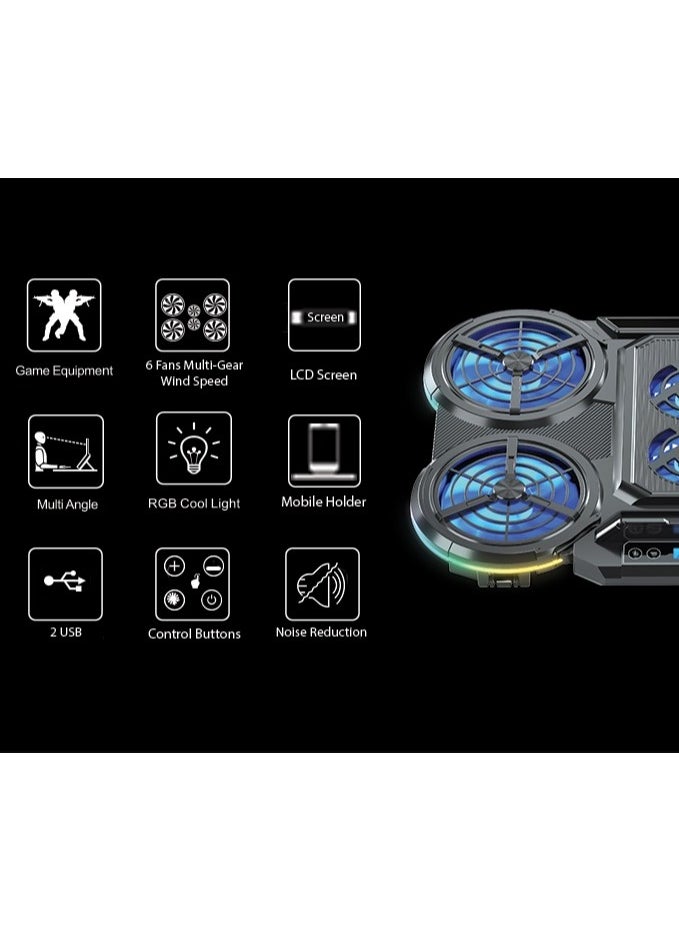 Screen
Game Equipment
6 Fans Multi-Gear
Wind Speed
LCD Screen
Multi Angle
RGB Cool Light
Mobile Holder
2 USB
Control Buttons
Noise Reduction